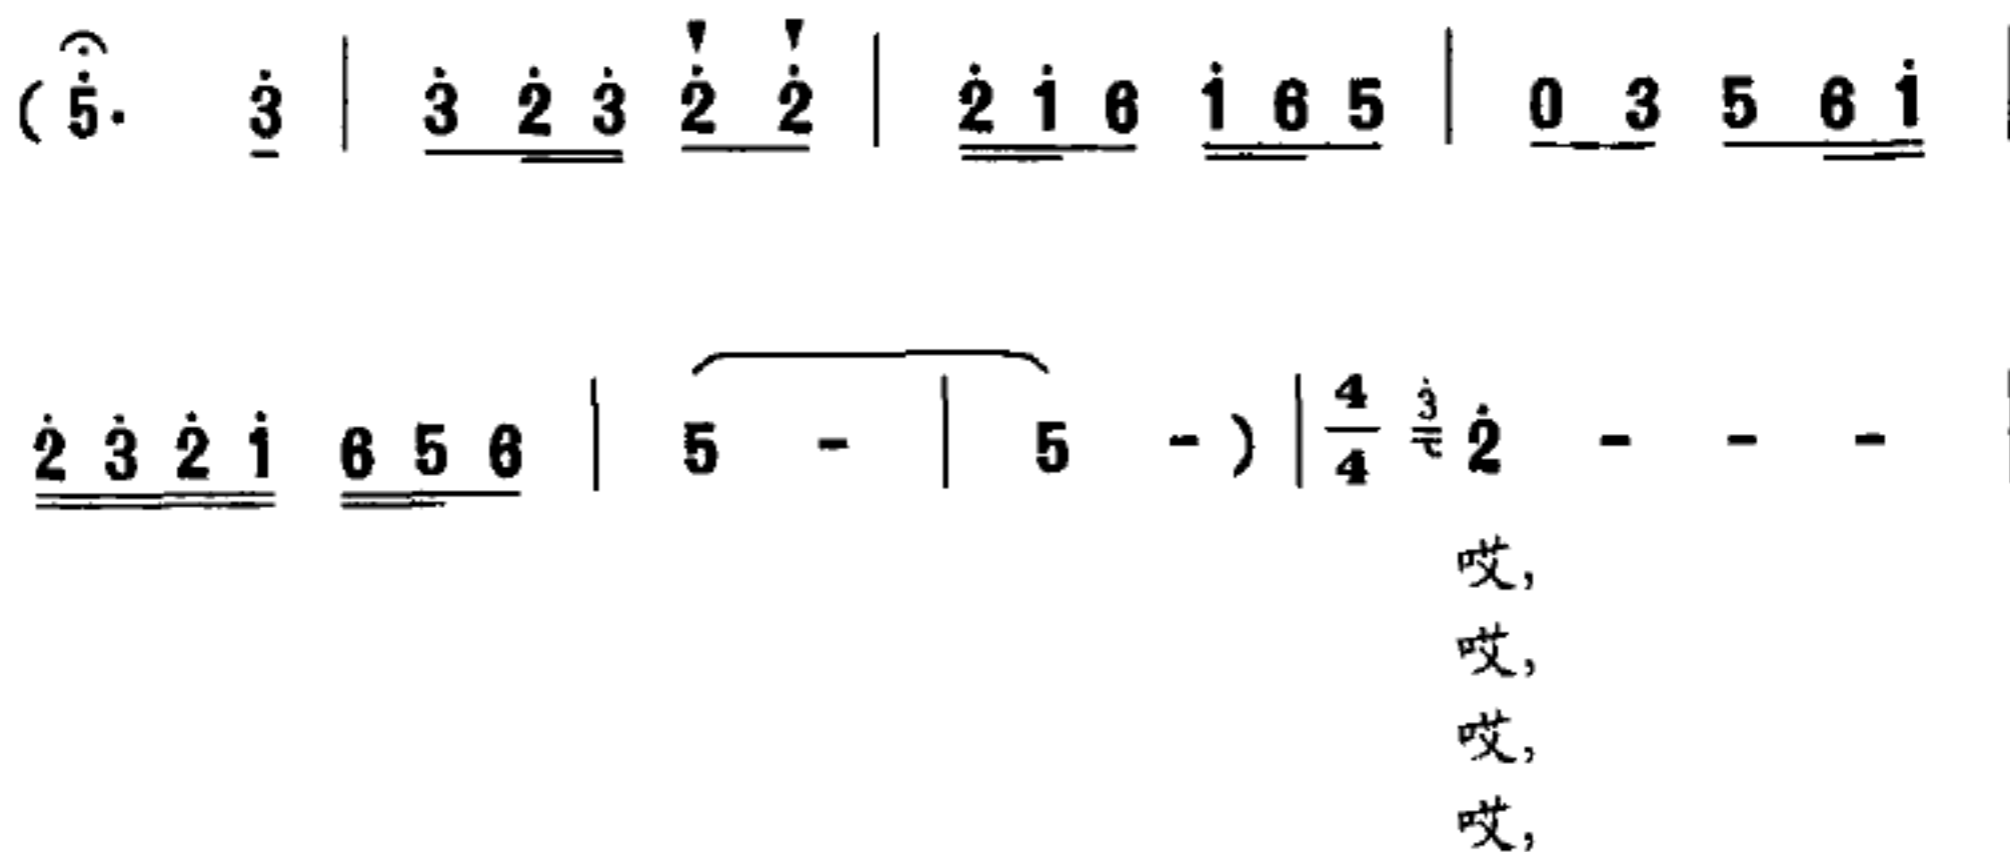 ( 5̇· 3̇ | 3̇ 2̇ 3̇ 2̇ 2̇ | 2̇ 1̇ 6 1̇ 6 5 | 0 3 5 6 1̇ |
2̇ 3̇ 2̇ 1̇ 6 5 6 | 5 - | 5 - ) | 4/4 3̇ 2̇ - - - |
哎,
哎,
哎,
哎,